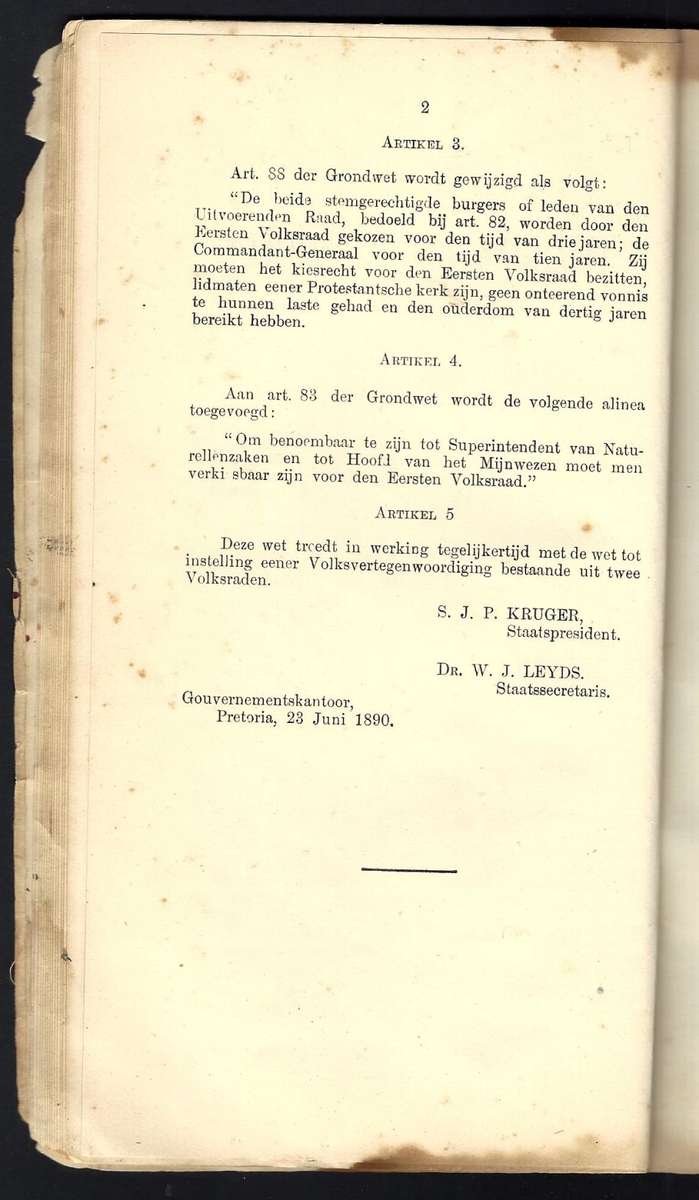 2
ARTIKEL 3.
Art. 88 der Grondwet wordt gewijzigd als volgt:
“De beide stemgerechtigde burgers of leden van den
Uitvoerenden Raad, bedoeld bij art. 82, worden door den
Eersten Volksraad gekozen voor den tijd van drie jaren; de
Commandant-Generaal voor den tijd van tien jaren. Zij
moeten het kiesrecht voor den Eersten Volksraad bezitten,
lidmaten eener Protestantsche kerk zijn, geen onteerend vonnis
te hunnen laste gehad en den ouderdom van dertig jaren
bereikt hebben.
ARTIKEL 4.
Aan art. 83 der Grondwet wordt de volgende alinea
toegevoegd:
“Om benoembaar te zijn tot Superintendent van Natu-
rellenzaken en tot Hoofd van het Mijnwezen moet men
verki sbaar zijn voor den Eersten Volksraad.”
ARTIKEL 5
Deze wet treedt in werking tegelijkertijd met de wet tot
instelling eener Volksvertegenwoordiging bestaande uit twee
Volksraden.
S. J. P. KRUGER,
Staatspresident.
DR. W. J. LEYDS.
Staatssecretaris.
Gouvernementskantoor,
Pretoria, 23 Juni 1890.